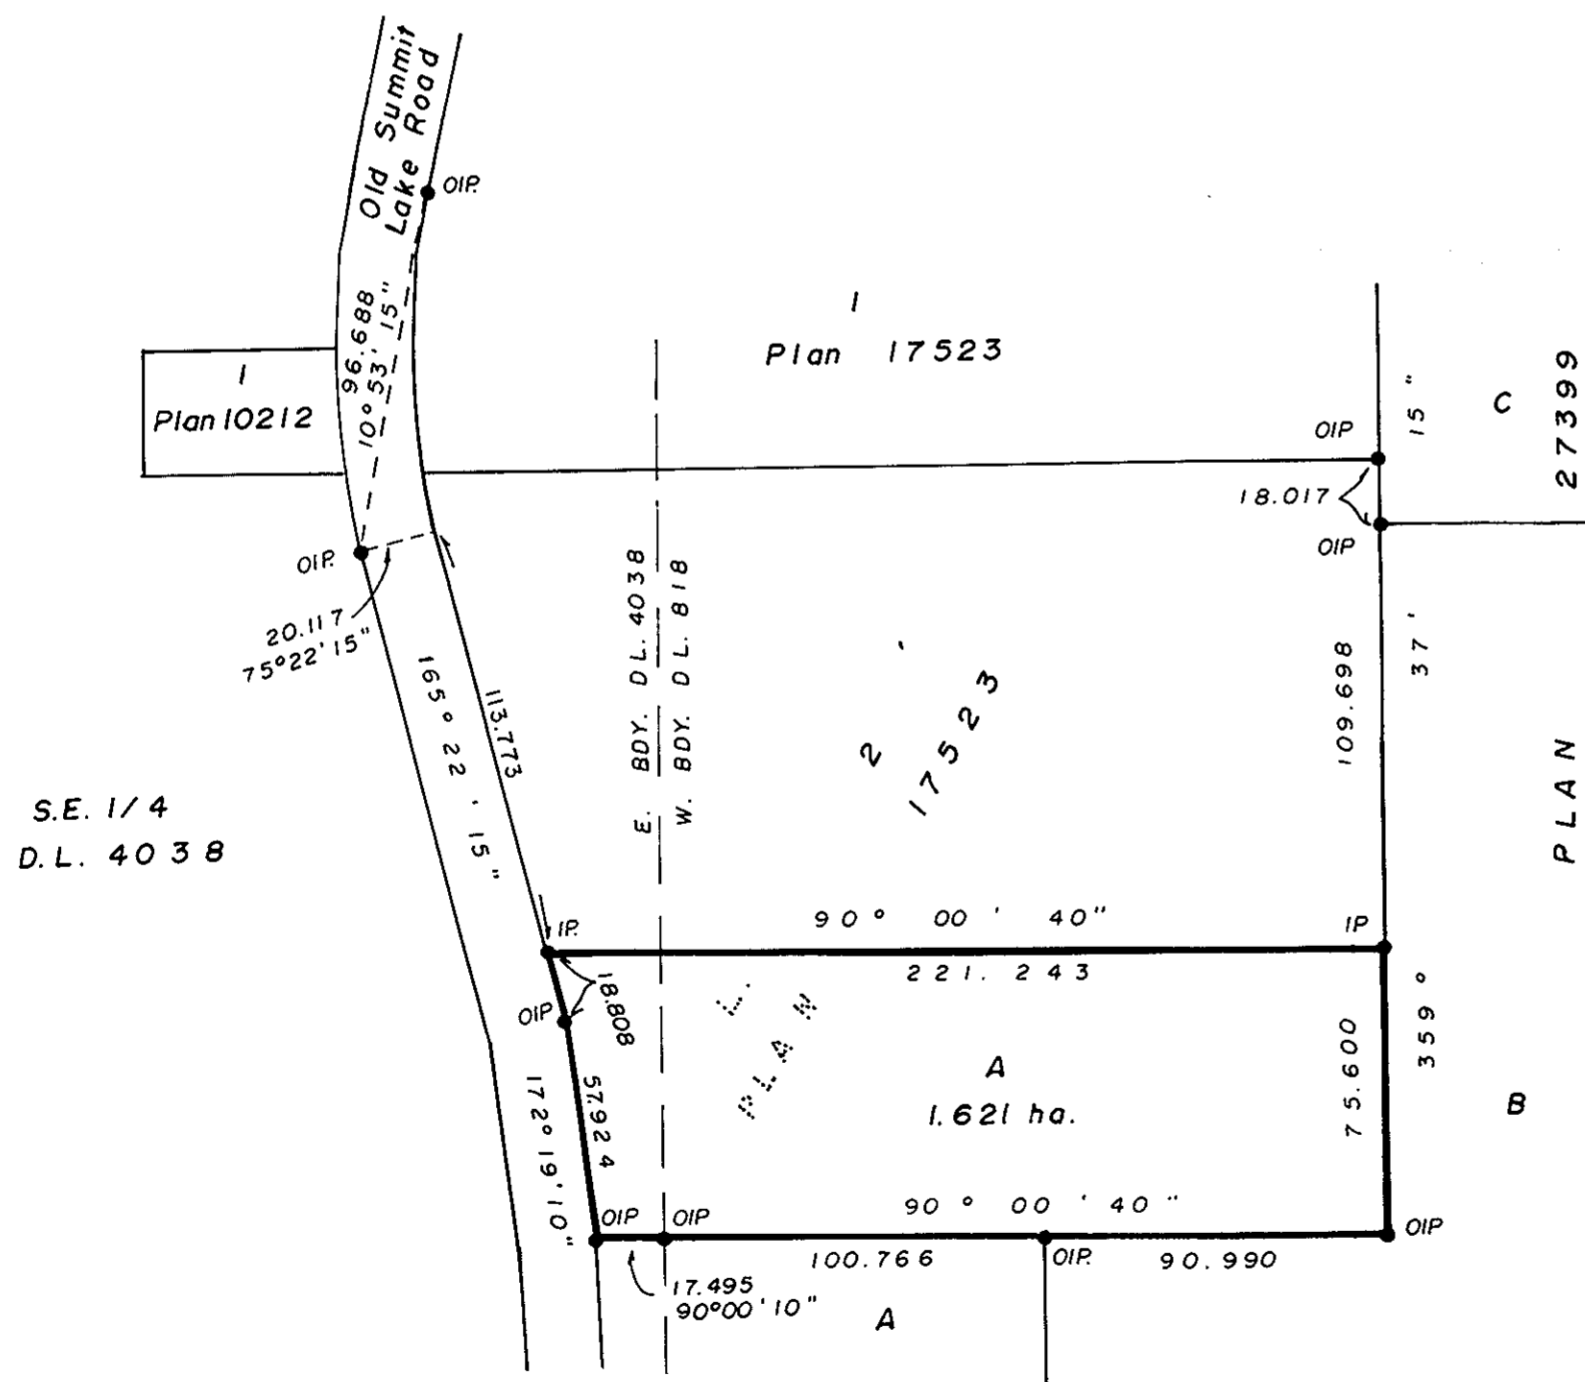 Old Summit
Lake Road
OIP.
96.688
10°53'15"
1
Plan 10212
1
Plan 17523
OIP
15"
C
27399
18.017
OIP
OIP.
20.117
75°22'15"
165°22'15"
113.773
E. BDY. DL. 4038
W. BDY. DL. 818
2
17523
109.698
37'
PLAN
S.E. 1/4
D.L. 4038
IP.
90° 00' 40"
IP
221.243
18.808
OIP
L.
PLAN
A
1.621 ha.
75.600
359°
B
57.924
172°19'10"
OIP
OIP
90° 00' 40"
OIP
100.766
OIP.
90.990
17.495
90°00'10"
A